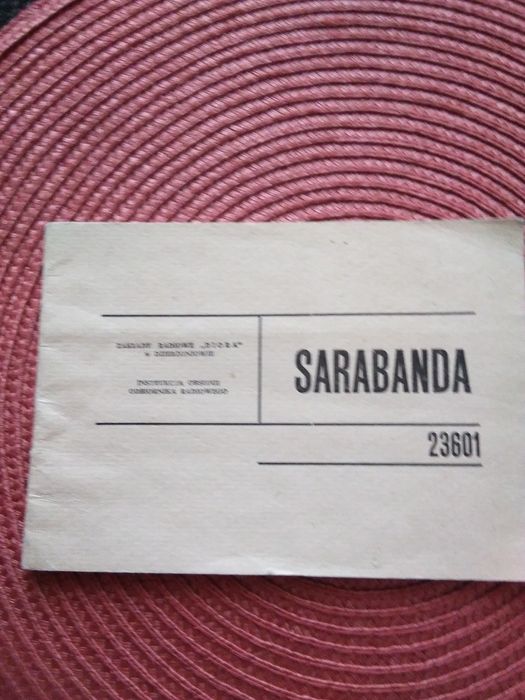 ZAKŁADY RADIOWE „DIORA”
w DZIERŻONIOWIE
INSTRUKCJA OBSŁUGI
ODBIORNIKA RADIOWEGO
SARABANDA
23601